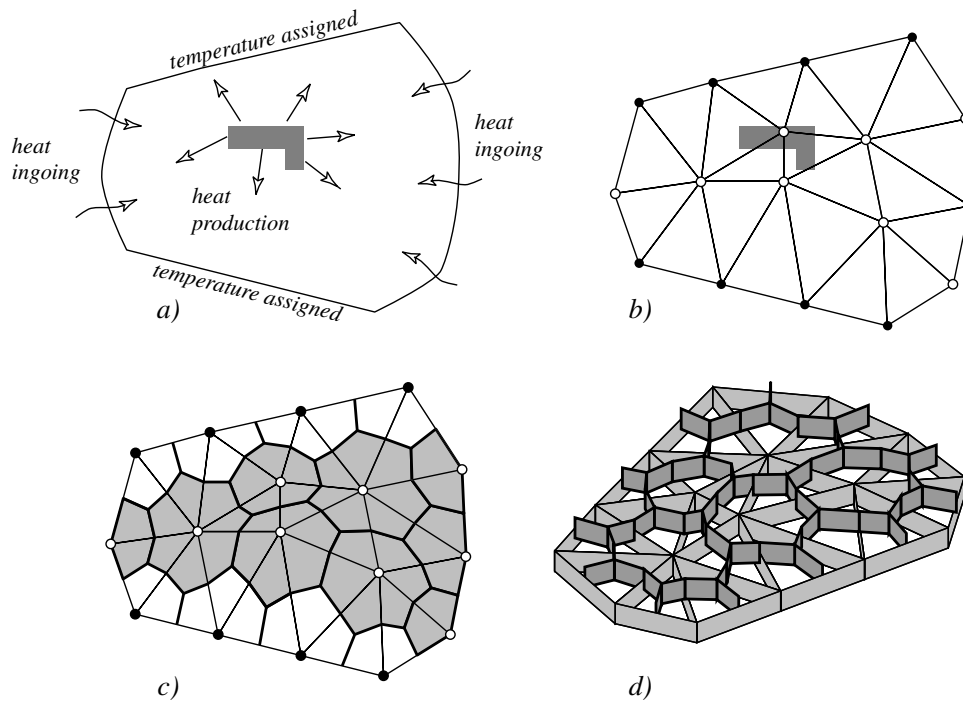 temperature assigned
heat
ingoing
heat
ingoing
heat
production
temperature assigned
a)
b)
c)
d)